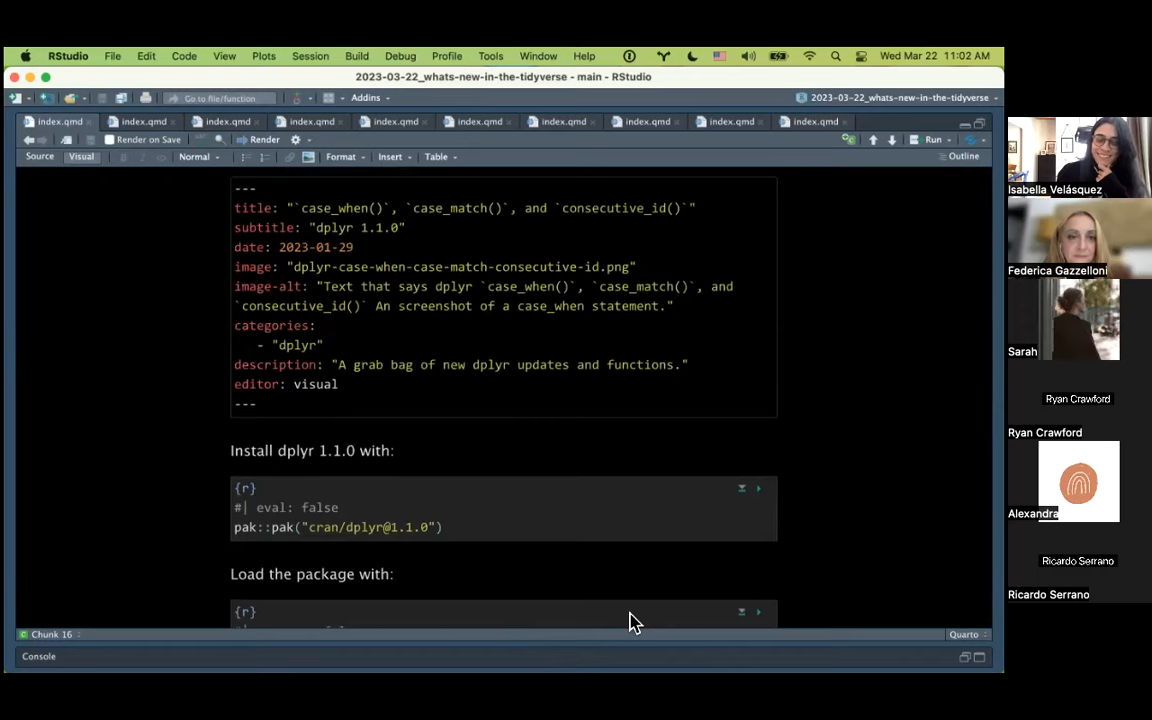 RStudio File Edit Code View Plots Session Build Debug Profile Tools Window Help Wed Mar 22 11:02 AM
2023-03-22_whats-new-in-the-tidyverse - main - RStudio
Go to file/function Addins 2023-03-22_whats-new-in-the-tidyverse
index.qmd index.qmd index.qmd index.qmd index.qmd index.qmd index.qmd index.qmd index.qmd index.qmd
Render on Save Render Run
Source Visual B I Normal Format Insert Table Outline
---
title: "`case_when()`, `case_match()`, and `consecutive_id()`"
subtitle: "dplyr 1.1.0"
date: 2023-01-29
image: "dplyr-case-when-case-match-consecutive-id.png"
image-alt: "Text that says dplyr `case_when()`, `case_match()`, and
`consecutive_id()` An screenshot of a case_when statement."
categories:
- "dplyr"
description: "A grab bag of new dplyr updates and functions."
editor: visual
---
Install dplyr 1.1.0 with:
{r}
#| eval: false
pak::pak("cran/dplyr@1.1.0")
Load the package with:
{r}
Chunk 16 Quarto
Console
Isabella Velásquez
Federica Gazzelloni
Sarah
Ryan Crawford
Ryan Crawford
Alexandra
Ricardo Serrano
Ricardo Serrano